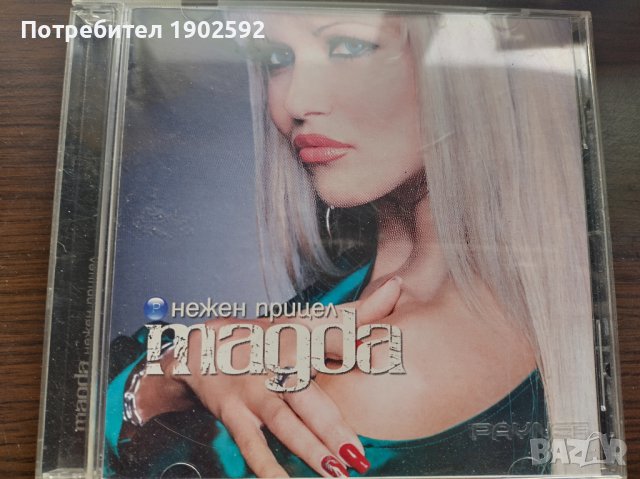 Потребител 1902592
нежен прицел
magda
magda нежен прицел
PAYNER
BAZAR